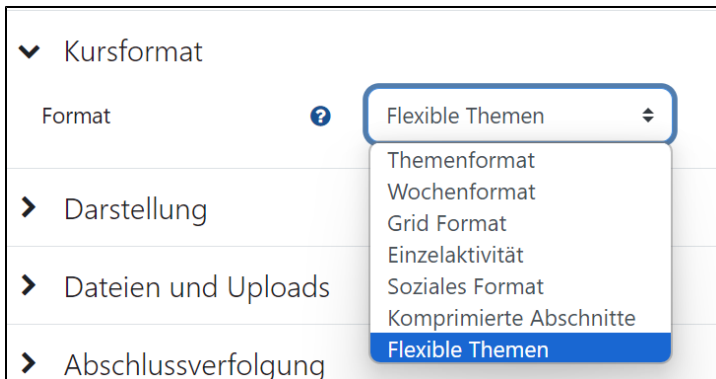 Kursformat
Format
Flexible Themen
Themenformat
Wochenformat
Grid Format
Einzelaktivität
Soziales Format
Komprimierte Abschnitte
Flexible Themen
Darstellung
Dateien und Uploads
Abschlussverfolgung